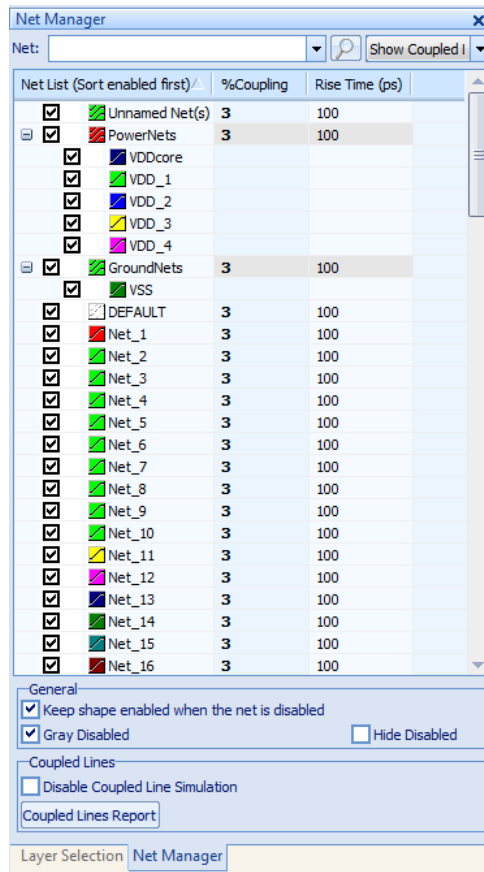 Net Manager
Net:
Show Coupled l
Net List (Sort enabled first) %Coupling Rise Time (ps)
Unnamed Net(s) 3 100
PowerNets 3 100
VDDcore
VDD_1
VDD_2
VDD_3
VDD_4
GroundNets 3 100
VSS
DEFAULT 3 100
Net_1 3 100
Net_2 3 100
Net_3 3 100
Net_4 3 100
Net_5 3 100
Net_6 3 100
Net_7 3 100
Net_8 3 100
Net_9 3 100
Net_10 3 100
Net_11 3 100
Net_12 3 100
Net_13 3 100
Net_14 3 100
Net_15 3 100
Net_16 3 100
General
Keep shape enabled when the net is disabled
Gray Disabled Hide Disabled
Coupled Lines
Disable Coupled Line Simulation
Coupled Lines Report
Layer Selection Net Manager